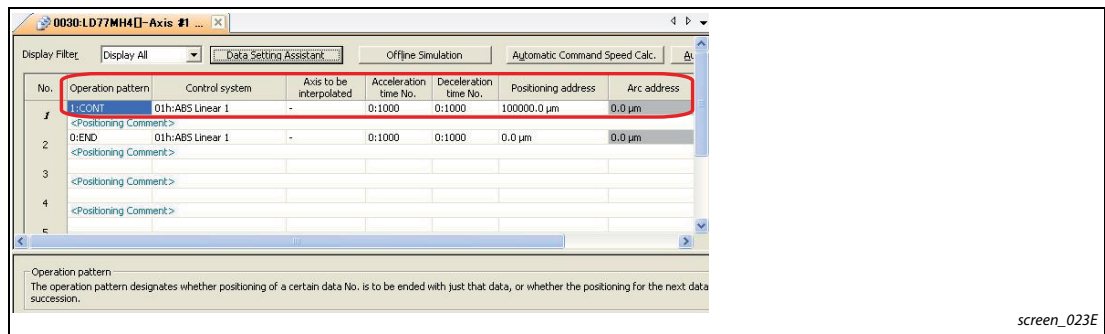 0030:LD77MH4[]-Axis #1 ...
Display Filter Display All Data Setting Assistant Offline Simulation Automatic Command Speed Calc.
No. Operation pattern Control system Axis to be interpolated Acceleration time No. Deceleration time No. Positioning address Arc address
1 1:CONT 01h:ABS Linear 1 - 0:1000 0:1000 100000.0 µm 0.0 µm
<Positioning Comment>
2 0:END 01h:ABS Linear 1 - 0:1000 0:1000 0.0 µm 0.0 µm
<Positioning Comment>
3
<Positioning Comment>
4
<Positioning Comment>
Operation pattern
The operation pattern designates whether positioning of a certain data No. is to be ended with just that data, or whether the positioning for the next data
succession.
screen_023E